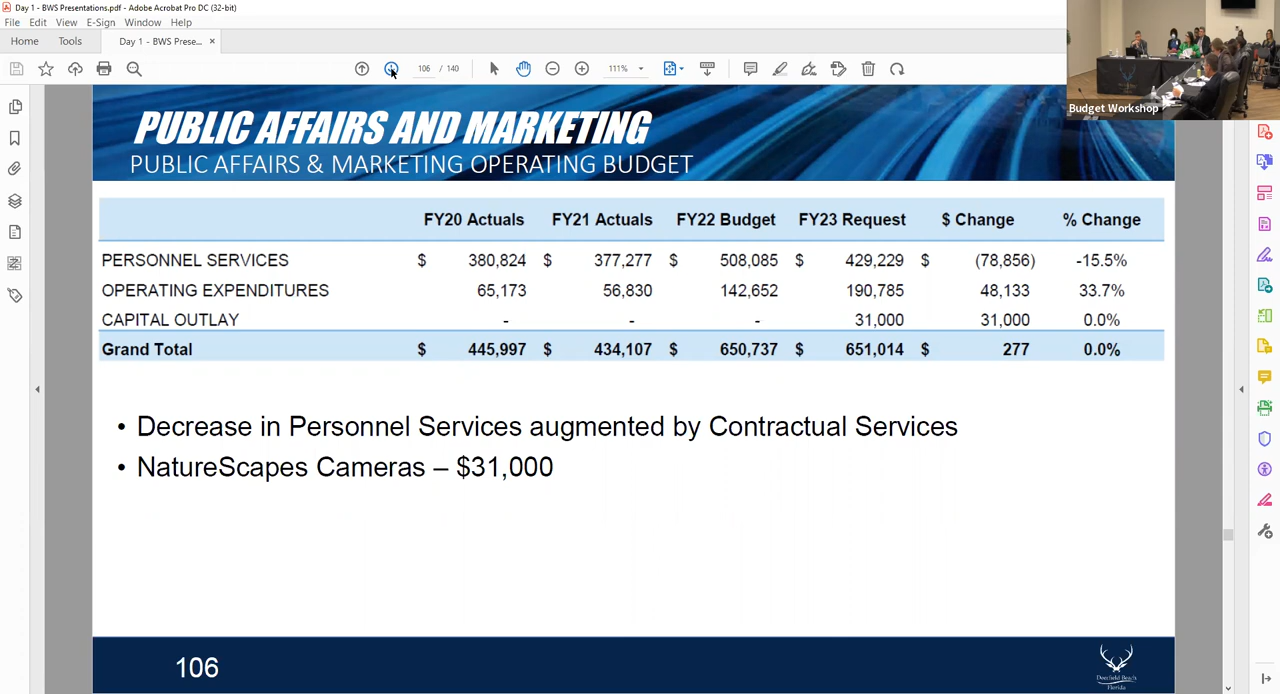 Day 1 - BWS Presentations.pdf - Adobe Acrobat Pro DC (32-bit)
File Edit View E-Sign Window Help
Home Tools Day 1 - BWS Prese... ×
106 / 140 111%
Budget Workshop
PUBLIC AFFAIRS AND MARKETING
PUBLIC AFFAIRS & MARKETING OPERATING BUDGET
FY20 Actuals FY21 Actuals FY22 Budget FY23 Request $ Change % Change
PERSONNEL SERVICES $ 380,824 $ 377,277 $ 508,085 $ 429,229 $ (78,856) -15.5%
OPERATING EXPENDITURES 65,173 56,830 142,652 190,785 48,133 33.7%
CAPITAL OUTLAY - - - 31,000 31,000 0.0%
Grand Total $ 445,997 $ 434,107 $ 650,737 $ 651,014 $ 277 0.0%
• Decrease in Personnel Services augmented by Contractual Services
• NatureScapes Cameras – $31,000
106
Deerfield Beach
Florida